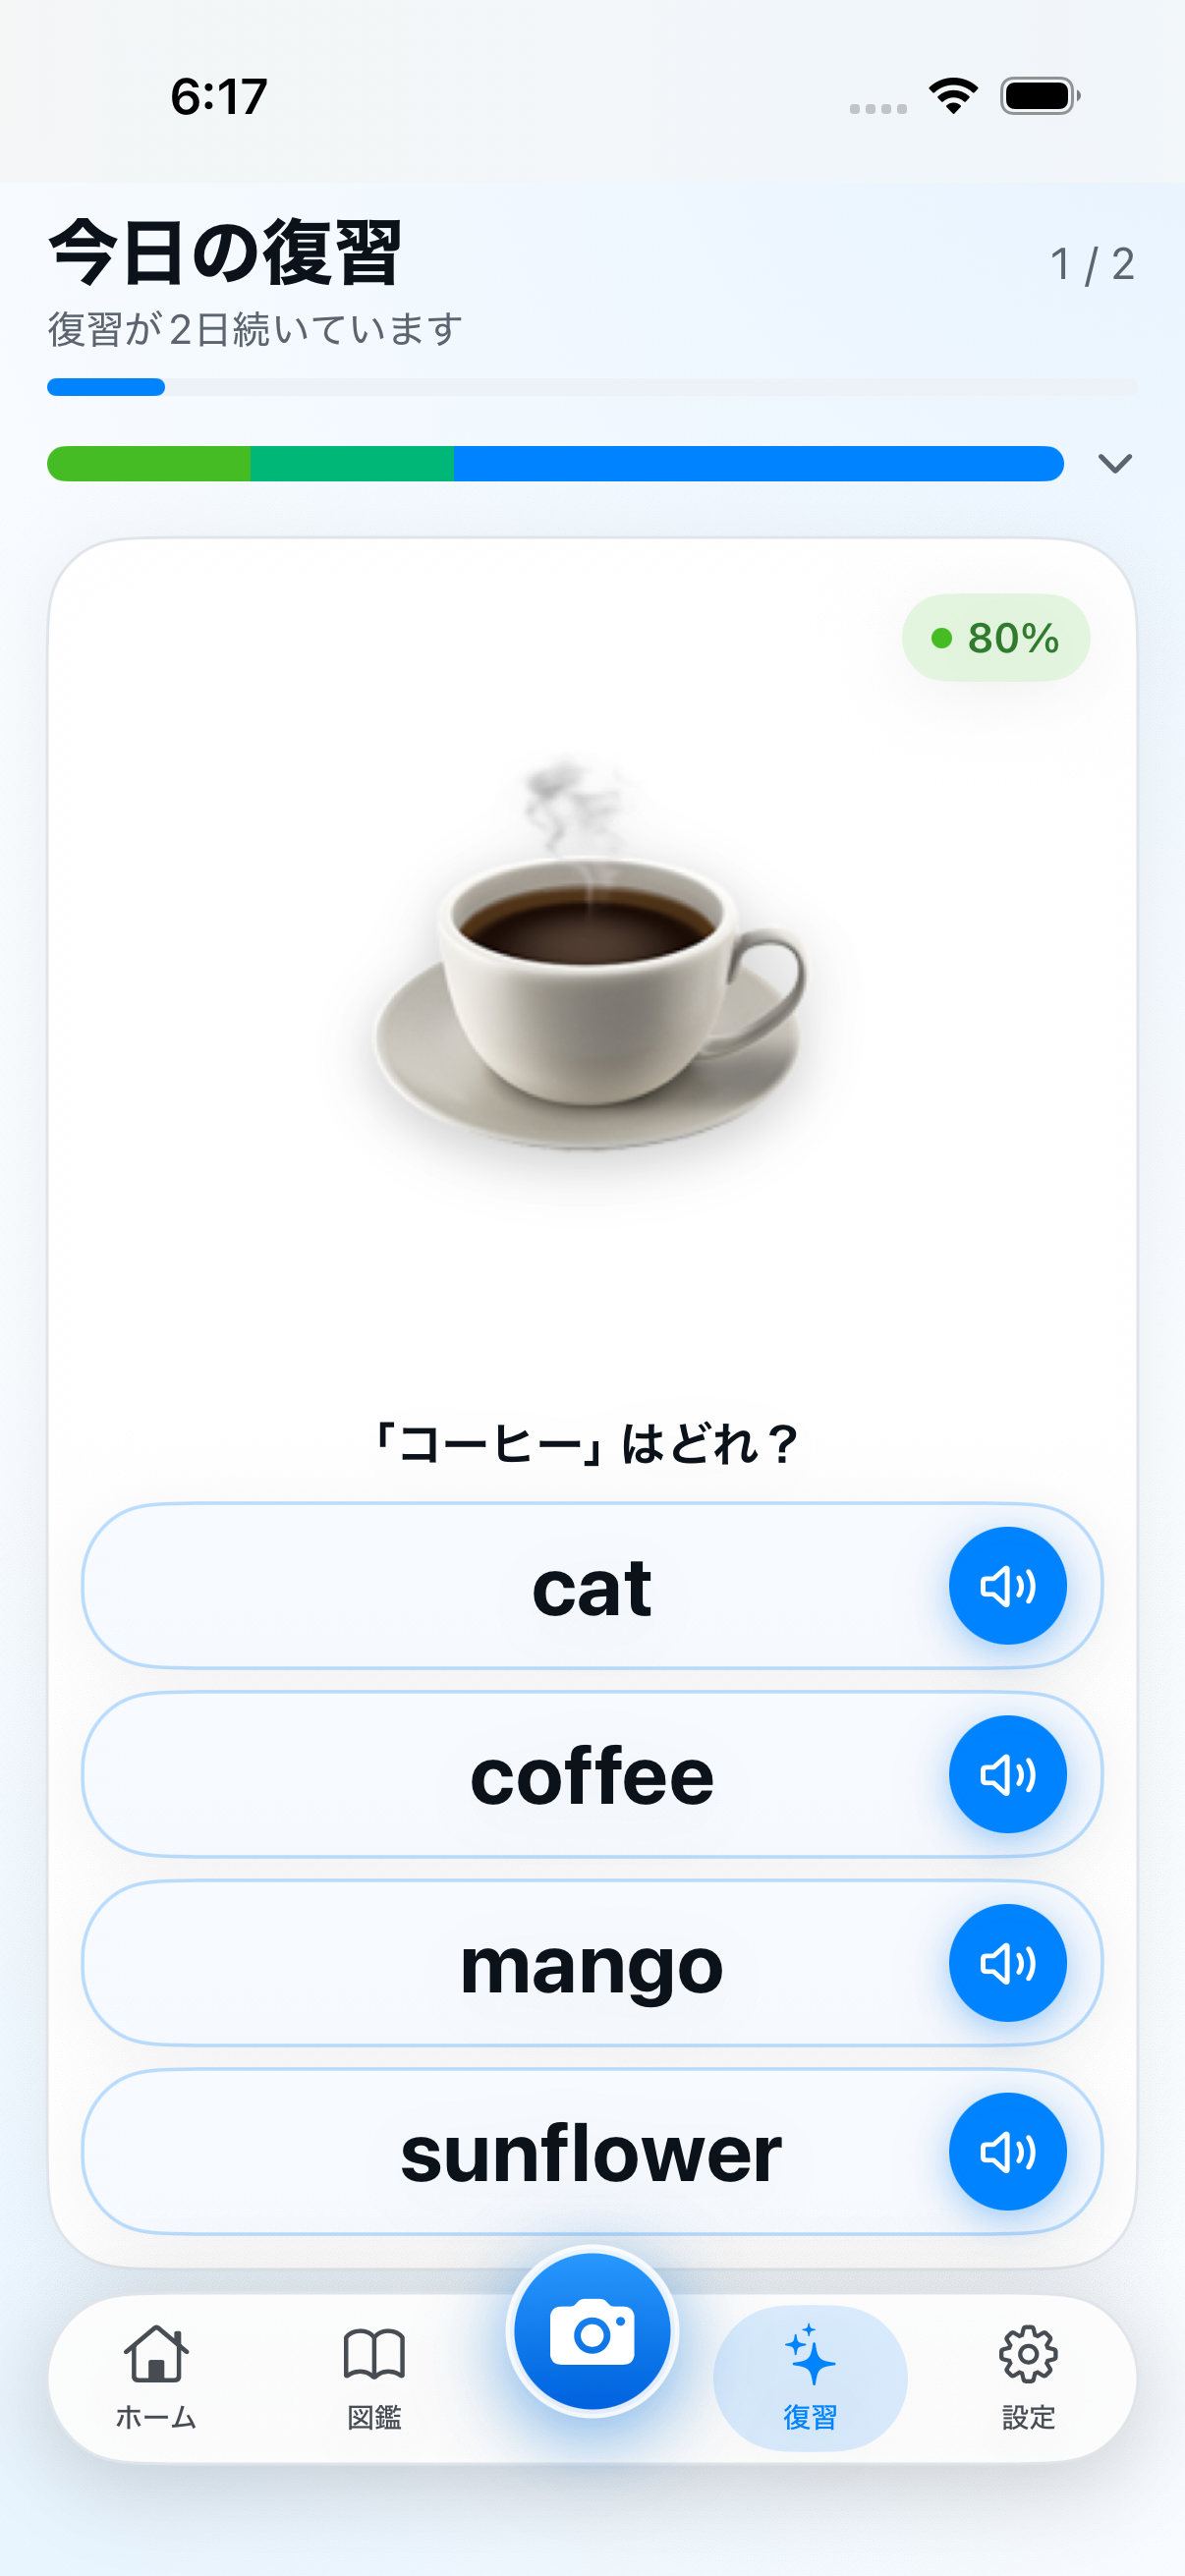 6:17
今日の復習
1 / 2
復習が2日続いています
80%
「コーヒー」はどれ？
cat
coffee
mango
sunflower
ホーム
図鑑
復習
設定